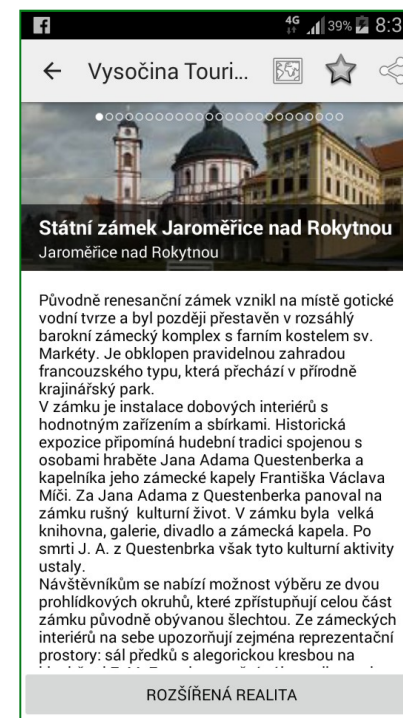 4G 39% 8:3
Vysočina Touri...
Státní zámek Jaroměřice nad Rokytnou
Jaroměřice nad Rokytnou
Původně renesanční zámek vznikl na místě gotické
vodní tvrze a byl později přestavěn v rozsáhlý
barokní zámecký komplex s farním kostelem sv.
Markéty. Je obklopen pravidelnou zahradou
francouzského typu, která přechází v přírodně
krajinářský park.
V zámku je instalace dobových interiérů s
hodnotným zařízením a sbírkami. Historická
expozice připomíná hudební tradici spojenou s
osobami hraběte Jana Adama Questenberka a
kapelníka jeho zámecké kapely Františka Václava
Míči. Za Jana Adama z Questenberka panoval na
zámku rušný  kulturní život. V zámku byla  velká
knihovna, galerie, divadlo a zámecká kapela. Po
smrti J. A. z Questenbrka však tyto kulturní aktivity
ustaly.
Návštěvníkům se nabízí možnost výběru ze dvou
prohlídkových okruhů, které zpřístupňují celou část
zámku původně obývanou šlechtou. Ze zámeckých
interiérů na sebe upozorňují zejména reprezentační
prostory: sál předků s alegorickou kresbou na
ROZŠÍŘENÁ REALITA